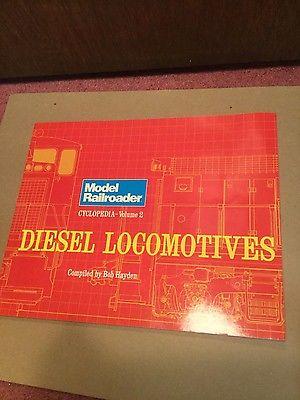 Model
Railroader
CYCLOPEDIA-Volume 2
DIESEL LOCOMOTIVES
Compiled by Bob Hayden